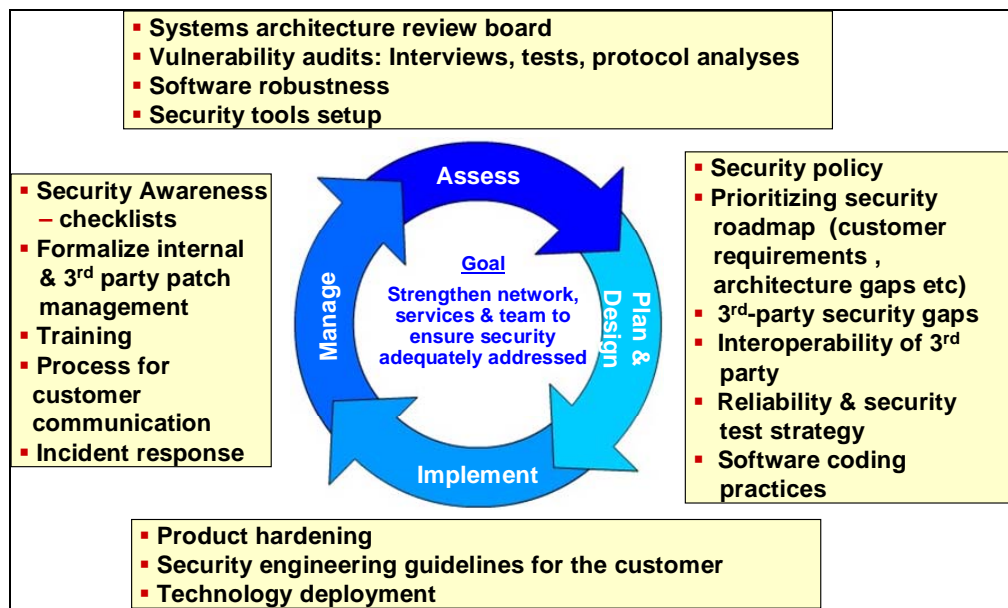 ▪ Systems architecture review board
▪ Vulnerability audits: Interviews, tests, protocol analyses
▪ Software robustness
▪ Security tools setup
Assess
▪ Security Awareness
– checklists
▪ Formalize internal
& 3rd party patch
management
▪ Training
▪ Process for
customer
communication
▪ Incident response
Manage
Goal
Strengthen network,
services & team to
ensure security
adequately addressed
Plan &
Design
▪ Security policy
▪ Prioritizing security
roadmap (customer
requirements ,
architecture gaps etc)
▪ 3rd-party security gaps
▪ Interoperability of 3rd
party
▪ Reliability & security
test strategy
▪ Software coding
practices
Implement
▪ Product hardening
▪ Security engineering guidelines for the customer
▪ Technology deployment